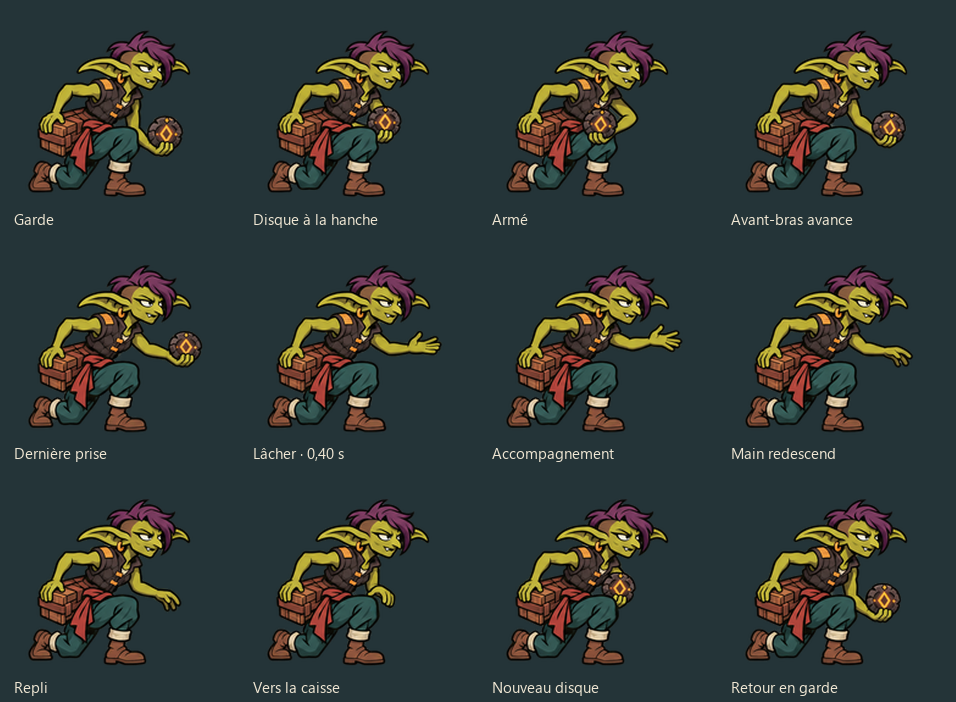 Garde
Disque à la hanche
Armé
Avant-bras avance
Dernière prise
Lâcher · 0,40 s
Accompagnement
Main redescend
Repli
Vers la caisse
Nouveau disque
Retour en garde